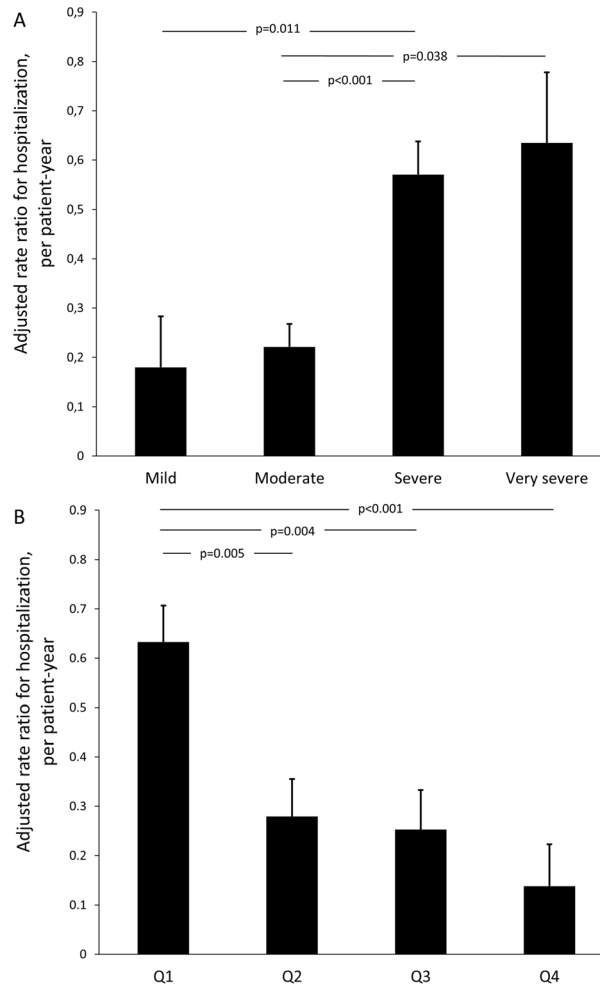 A
Adjusted rate ratio for hospitalization,
per patient-year
0,9
0,8
0,7
0,6
0,5
0,4
0,3
0,2
0,1
0
p=0.011
p=0.038
p<0.001
Mild Moderate Severe Very severe
B
Adjusted rate ratio for hospitalization,
per patient-year
0.9
0.8
0.7
0.6
0.5
0.4
0.3
0.2
0.1
0
p<0.001
p=0.004
p=0.005
Q1 Q2 Q3 Q4